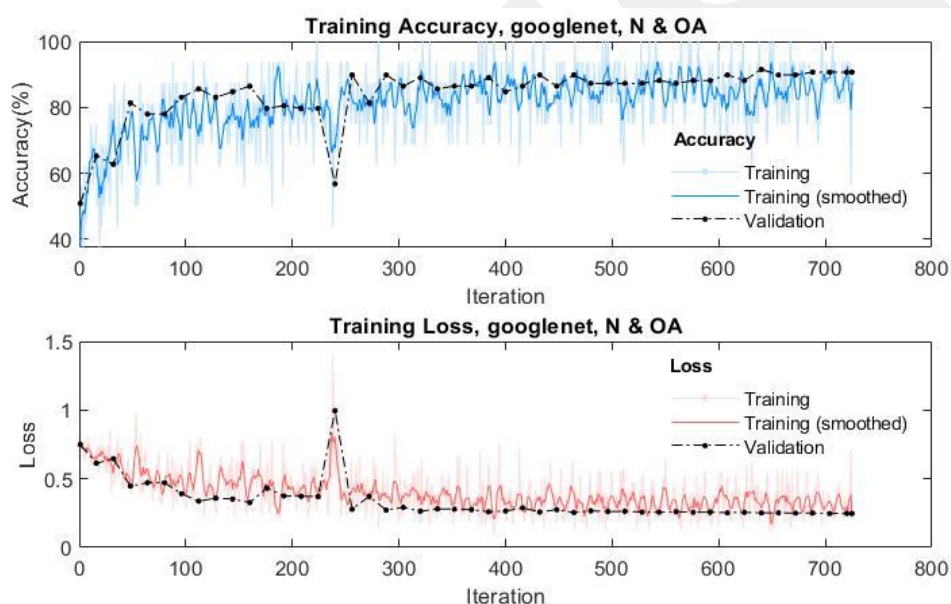 Training Accuracy, googlenet, N & OA
100
80
60
40
Accuracy(%)
Accuracy
Training
Training (smoothed)
Validation
0 100 200 300 400 500 600 700 800
Iteration
Training Loss, googlenet, N & OA
1.5
1
0.5
0
Loss
Loss
Training
Training (smoothed)
Validation
0 100 200 300 400 500 600 700 800
Iteration